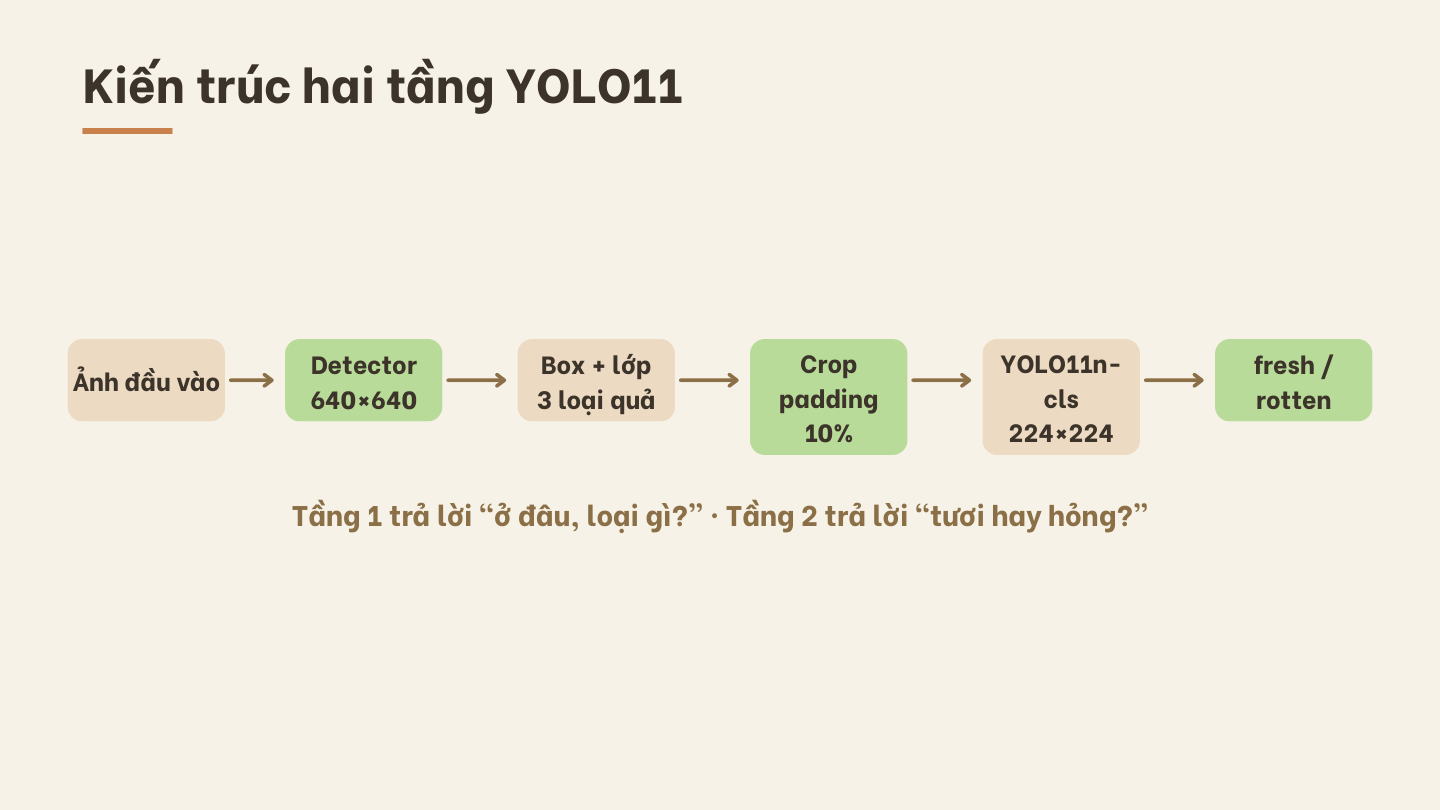 Kiến trúc hai tầng YOLO11
Ảnh đầu vào
Detector
640×640
Box + lớp
3 loại quả
Crop
padding
10%
YOLO11n-
cls
224×224
fresh /
rotten
Tầng 1 trả lời “ở đâu, loại gì?” · Tầng 2 trả lời “tươi hay hỏng?”